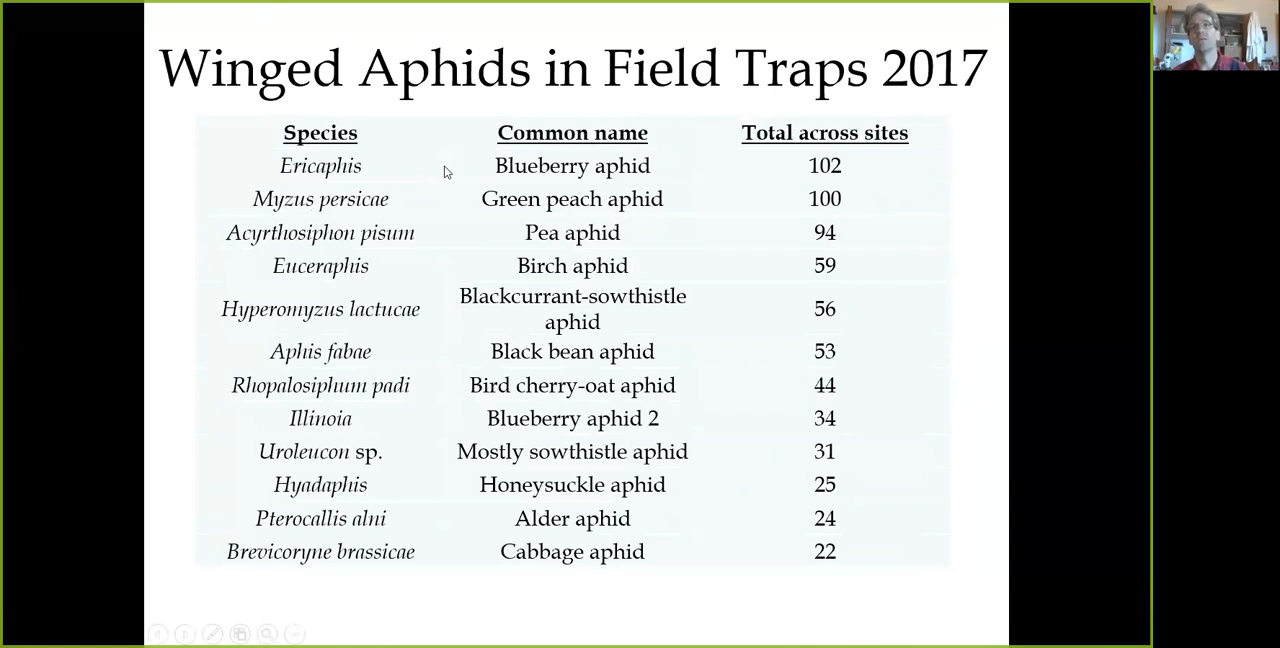 Winged Aphids in Field Traps 2017
Species Common name Total across sites
Ericaphis Blueberry aphid 102
Myzus persicae Green peach aphid 100
Acyrthosiphon pisum Pea aphid 94
Euceraphis Birch aphid 59
Hyperomyzus lactucae Blackcurrant-sowthistle aphid 56
Aphis fabae Black bean aphid 53
Rhopalosiphum padi Bird cherry-oat aphid 44
Illinoia Blueberry aphid 2 34
Uroleucon sp. Mostly sowthistle aphid 31
Hyadaphis Honeysuckle aphid 25
Pterocallis alni Alder aphid 24
Brevicoryne brassicae Cabbage aphid 22